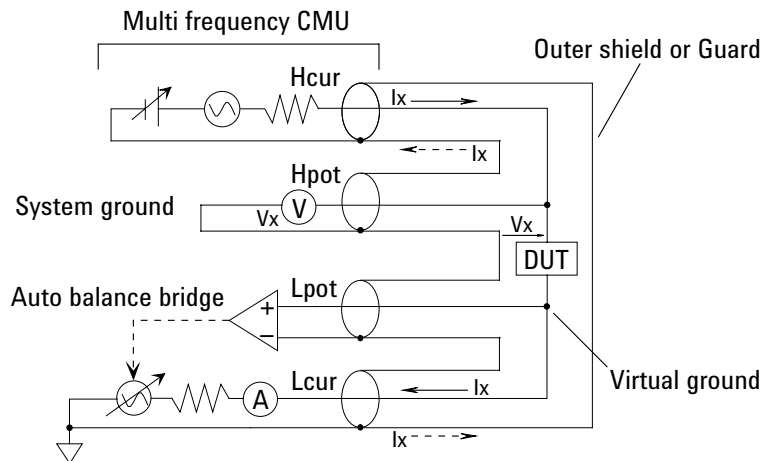 Multi frequency CMU
Outer shield or Guard
Hcur
Ix
Ix
Hpot
System ground
V
Vx
Vx
DUT
Auto balance bridge
Lpot
+
−
Virtual ground
Lcur
Ix
A
Ix